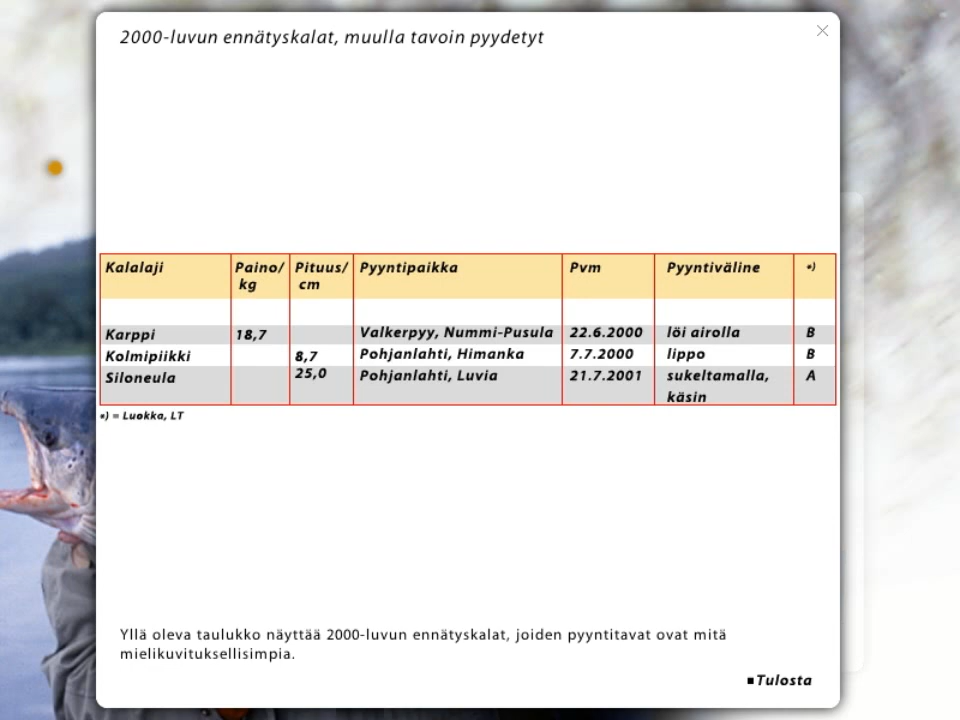 2000-luvun ennätyskalat, muulla tavoin pyydetyt
Kalalaji Paino/ Pituus/ Pyyntipaikka Pvm Pyyntiväline *)
kg cm
Karppi 18,7 Valkerpyy, Nummi-Pusula 22.6.2000 löi airolla B
Kolmipiikki 8,7 Pohjanlahti, Himanka 7.7.2000 lippo B
Siloneula 25,0 Pohjanlahti, Luvia 21.7.2001 sukeltamalla, A
käsin
*) = Luokka, LT
Yllä oleva taulukko näyttää 2000-luvun ennätyskalat, joiden pyyntitavat ovat mitä
mielikuvituksellisimpia.
Tulosta